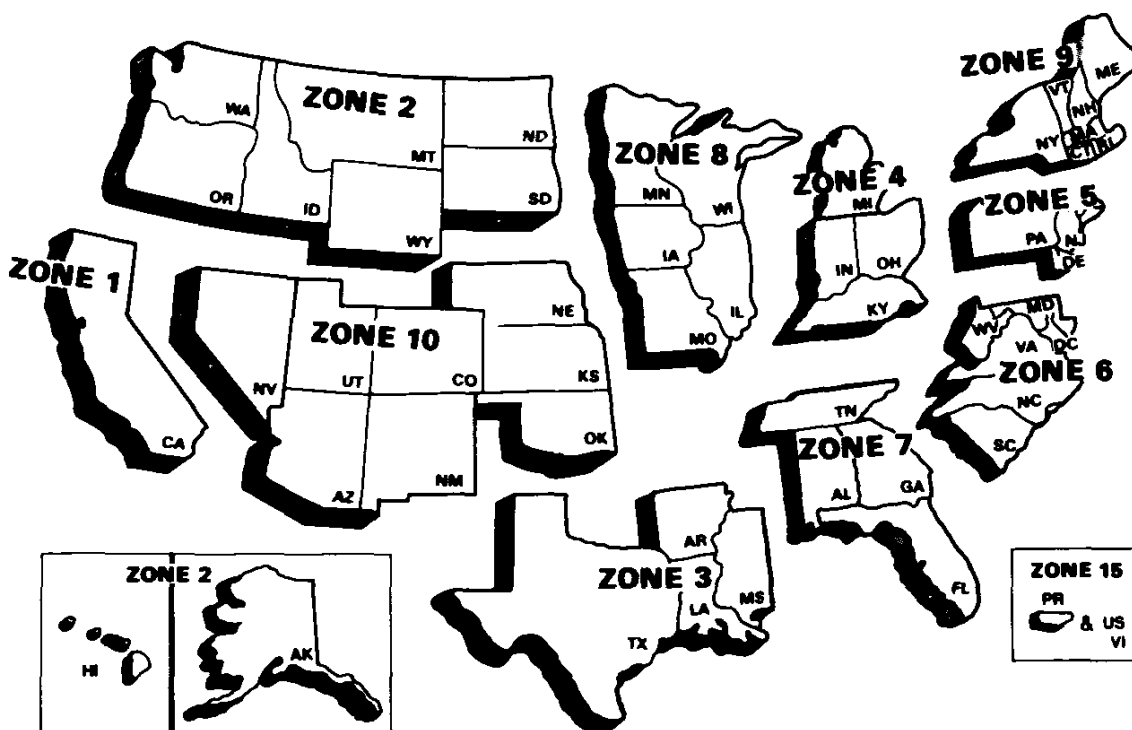 ZONE 2
WA
OR
ID
MT
WY
ND
SD
ZONE 8
MN
WI
IA
IL
MO
ZONE 4
MI
IN
OH
KY
ZONE 9
ME
VT
NH
NY
MA
CT
RI
ZONE 5
PA
NJ
DE
ZONE 1
CA
ZONE 10
NV
UT
CO
AZ
NM
NE
KS
OK
ZONE 6
WV
MD
VA
DC
NC
SC
ZONE 7
TN
AL
GA
FL
ZONE 3
AR
TX
LA
MS
ZONE 2
HI
AK
ZONE 15
PR
& US
VI